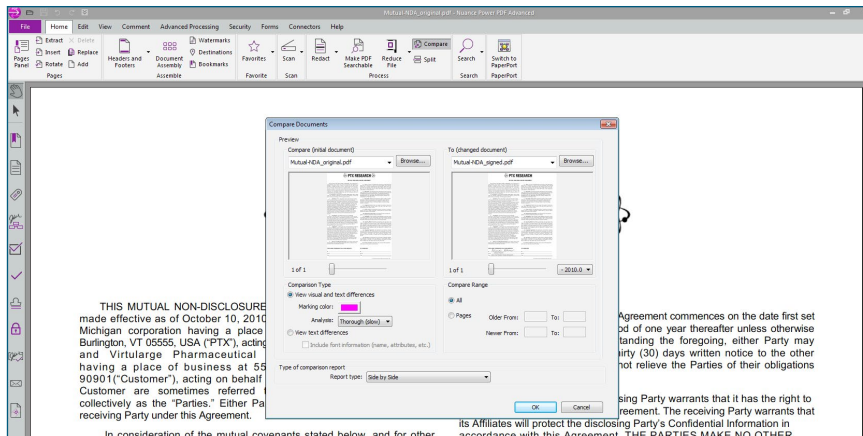 Mutual-NDA_original.pdf - Nuance Power PDF Advanced
File Home Edit View Comment Advanced Processing Security Forms Connectors Help
Pages Panel
Extract Delete
Insert Replace
Rotate Add
Pages
Headers and Footers
Document Assembly
Watermarks
Destinations
Bookmarks
Assemble
Favorites
Favorite
Scan
Scan
Redact
Make PDF Searchable
Reduce File
Compare
Split
Process
Search
Search
Switch to PaperPort
PaperPort
Compare Documents
Preview
Compare (initial document)
Mutual-NDA_original.pdf Browse...
PTX RESEARCH
1 of 1
To (changed document)
Mutual-NDA_signed.pdf Browse...
PTX RESEARCH
1 of 1
- 2010.0
Comparison Type
View visual and text differences
Marking color:
Analysis: Thorough (slow)
View text differences
Include font information (name, attributes, etc.)
Compare Range
All
Pages Older From: To:
Newer From: To:
Type of comparison report
Report type: Side by Side
OK Cancel
THIS MUTUAL NON-DISCLOSURE
made effective as of October 10, 2010
Michigan corporation having a place
Burlington, VT 05555, USA ("PTX"), acting
and Virtularge Pharmaceutical
having a place of business at 55
90901("Customer"), acting on behalf
Customer are sometimes referred
collectively as the "Parties." Either Pa
receiving Party under this Agreement.
In consideration of the mutual covenants stated below, and for other
Agreement commences on the date first set
od of one year thereafter unless otherwise
tanding the foregoing, either Party may
irty (30) days written notice to the other
not relieve the Parties of their obligations
sing Party warrants that it has the right to
reement. The receiving Party warrants that
its Affiliates will protect the disclosing Party's Confidential Information in
accordance with this Agreement. THE PARTIES MAKE NO OTHER